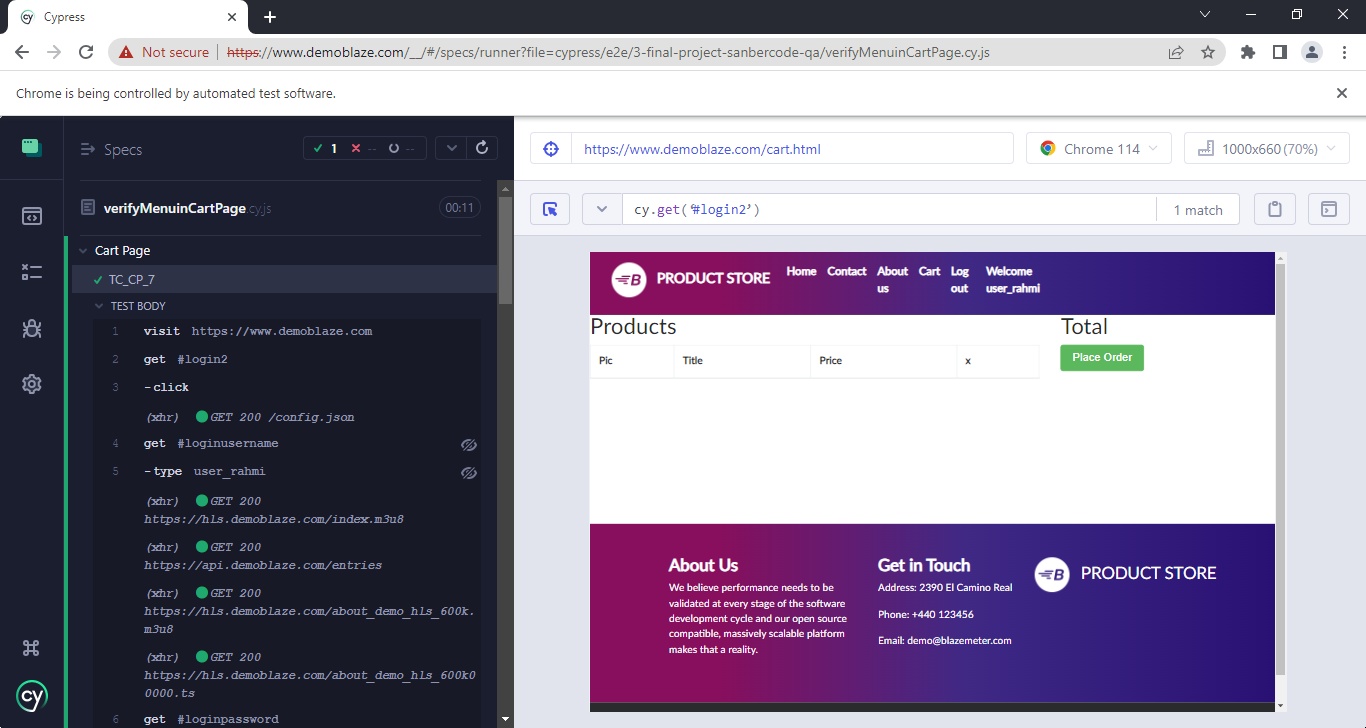 Cypress
Not secure
https://www.demoblaze.com/__/#/specs/runner?file=cypress/e2e/3-final-project-sanbercode-qa/verifyMenuinCartPage.cy.js
Chrome is being controlled by automated test software.
Specs
1 -- --
verifyMenuinCartPage.cy.js
00:11
Cart Page
TC_CP_7
TEST BODY
1 visit https://www.demoblaze.com
2 get #login2
3 -click
(xhr) GET 200 /config.json
4 get #loginusername
5 -type user_rahmi
(xhr) GET 200
https://hls.demoblaze.com/index.m3u8
(xhr) GET 200
https://api.demoblaze.com/entries
(xhr) GET 200
https://hls.demoblaze.com/about_demo_hls_600k.
m3u8
(xhr) GET 200
https://hls.demoblaze.com/about_demo_hls_600k0
0000.ts
6 get #loginpassword
cy
https://www.demoblaze.com/cart.html
Chrome 114
1000x660 (70%)
cy.get('#login2')
1 match
PRODUCT STORE
Home Contact About Cart Log Welcome
us out user_rahmi
Products
Total
Pic Title Price x
Place Order
About Us
We believe performance needs to be
validated at every stage of the software
development cycle and our open source
compatible, massively scalable platform
makes that a reality.
Get in Touch
Address: 2390 El Camino Real
Phone: +440 123456
Email: demo@blazemeter.com
PRODUCT STORE